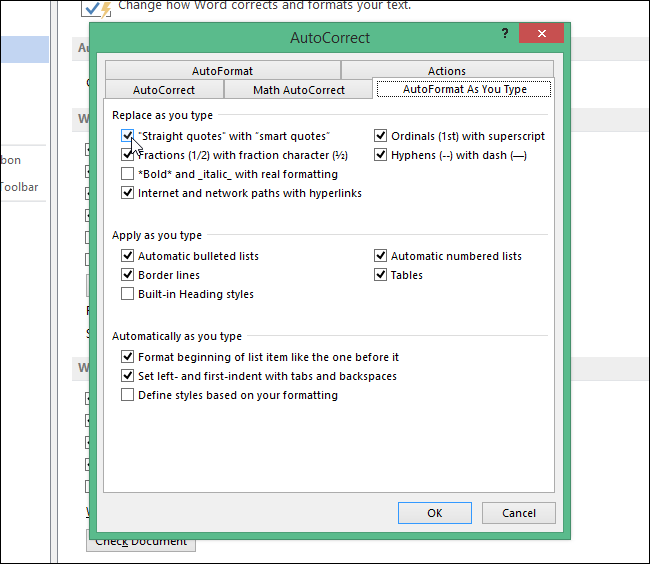 Change how Word corrects and formats your text.
AutoCorrect
?
AutoFormat Actions
AutoCorrect Math AutoCorrect AutoFormat As You Type
Replace as you type
"Straight quotes" with “smart quotes” Ordinals (1st) with superscript
Fractions (1/2) with fraction character (½) Hyphens (--) with dash (—)
*Bold* and _italic_ with real formatting
Internet and network paths with hyperlinks
Toolbar
Apply as you type
Automatic bulleted lists Automatic numbered lists
Border lines Tables
Built-in Heading styles
Automatically as you type
Format beginning of list item like the one before it
Set left- and first-indent with tabs and backspaces
Define styles based on your formatting
OK Cancel
Check Document